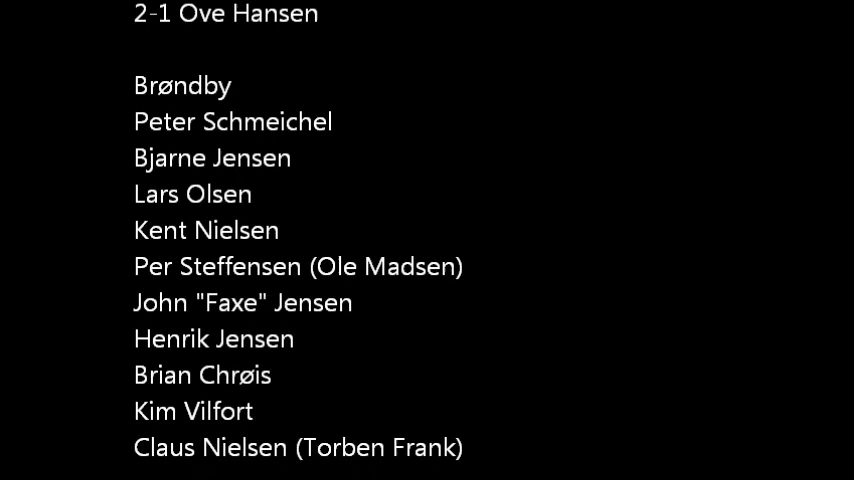 2-1 Ove Hansen
Brøndby
Peter Schmeichel
Bjarne Jensen
Lars Olsen
Kent Nielsen
Per Steffensen (Ole Madsen)
John "Faxe" Jensen
Henrik Jensen
Brian Chrøis
Kim Vilfort
Claus Nielsen (Torben Frank)